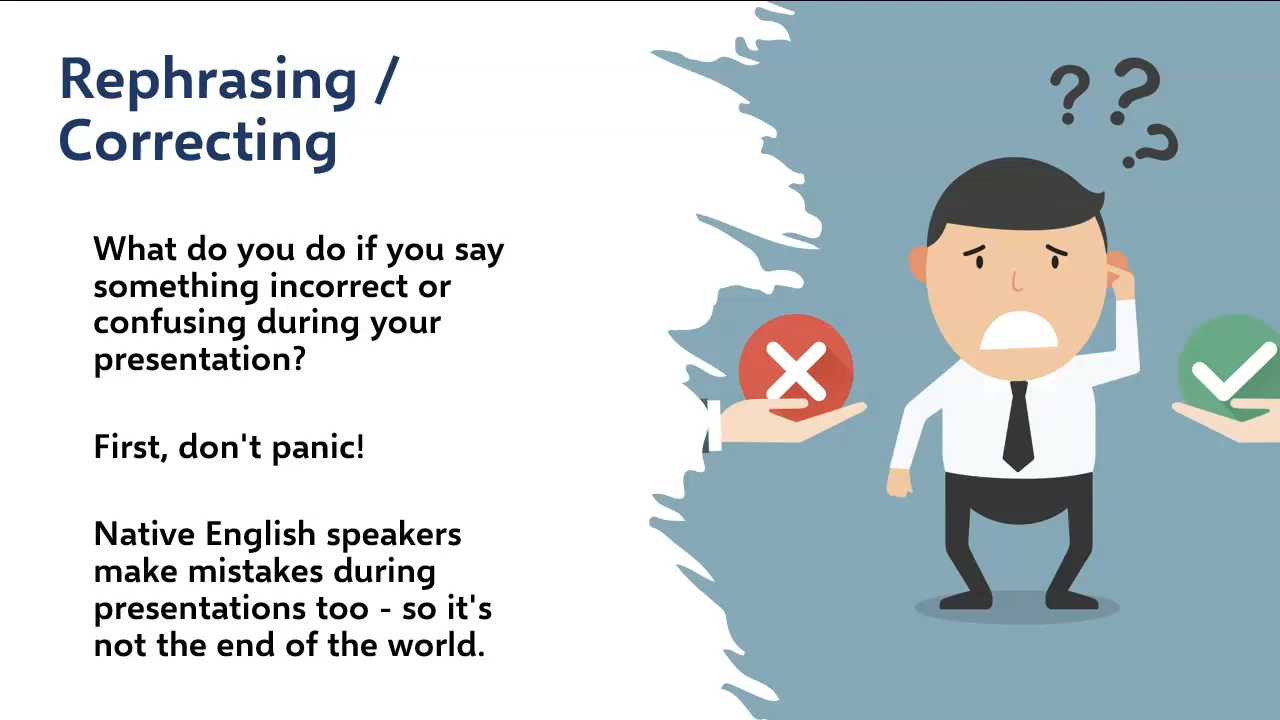 Rephrasing /
Correcting
What do you do if you say
something incorrect or
confusing during your
presentation?
First, don't panic!
Native English speakers
make mistakes during
presentations too - so it's
not the end of the world.
? ? ?